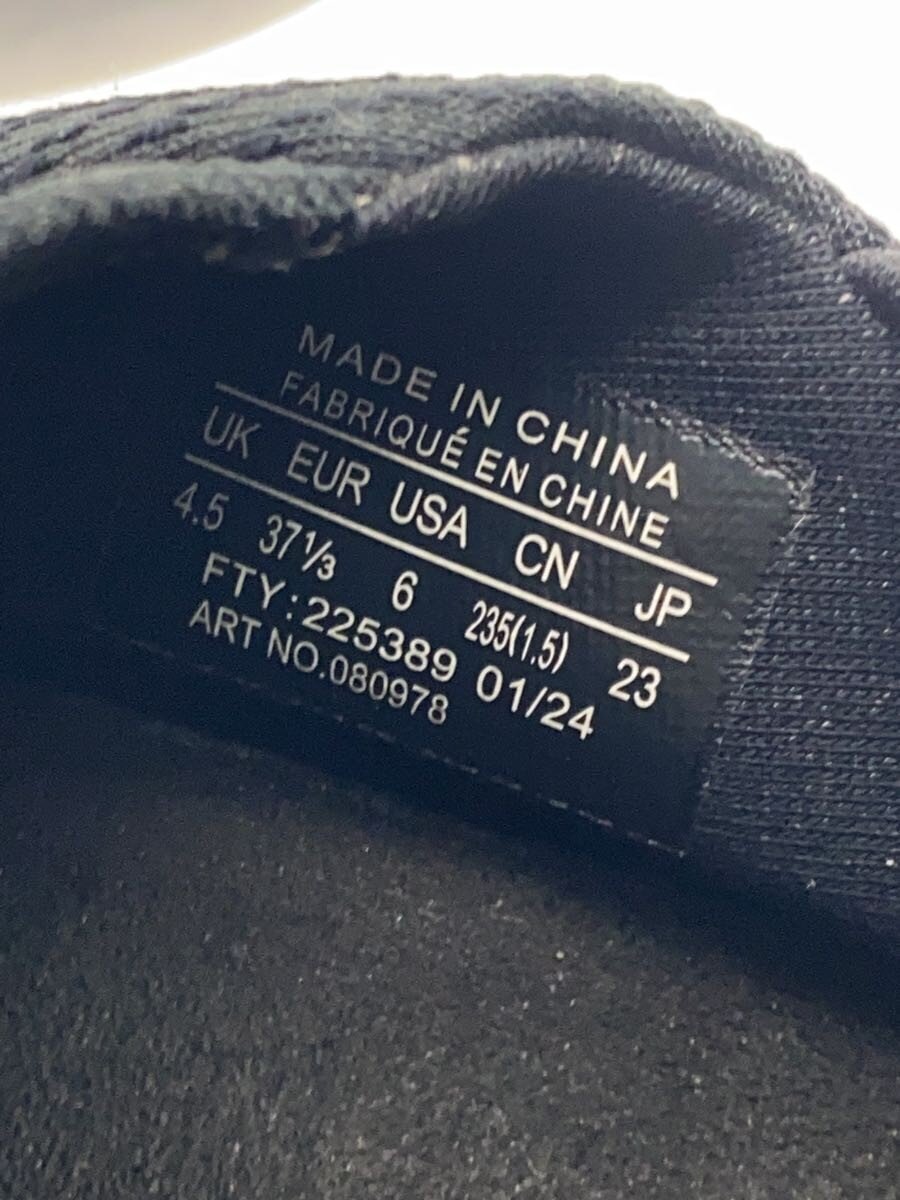 MADE IN CHINA
FABRIQUÉ EN CHINE
UK EUR USA CN JP
4.5 37⅓ 6 235(1.5) 23
FTY:225389 01/24
ART NO.080978